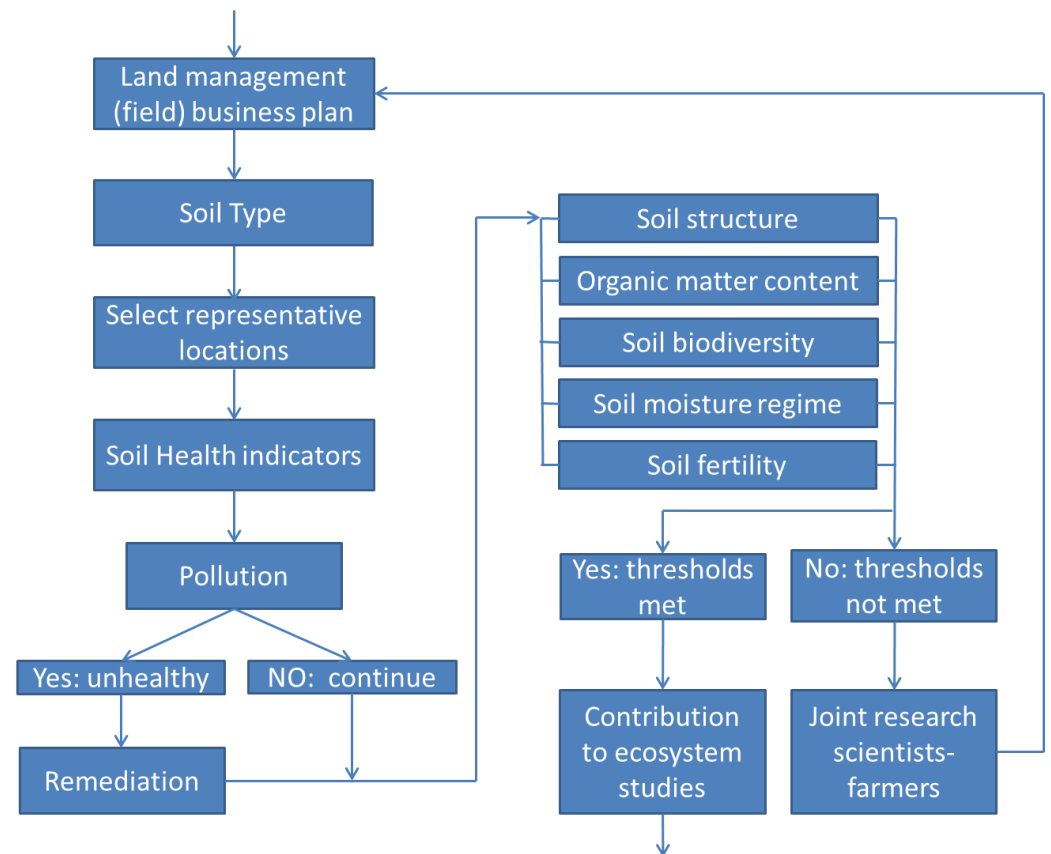 Land management
(field) business plan
Soil Type
Select representative
locations
Soil Health indicators
Pollution
Yes: unhealthy
NO:  continue
Remediation
Soil structure
Organic matter content
Soil biodiversity
Soil moisture regime
Soil fertility
Yes: thresholds
met
No: thresholds
not met
Contribution
to ecosystem
studies
Joint research
scientists-
farmers